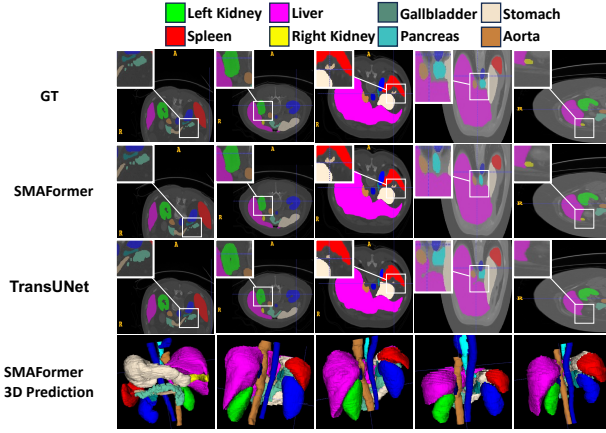 Left Kidney Liver Gallbladder Stomach
Spleen Right Kidney Pancreas Aorta
GT
A A A
R R R
SMAFormer
A A A
R R R
TransUNet
A A A
R R R
SMAFormer
3D Prediction